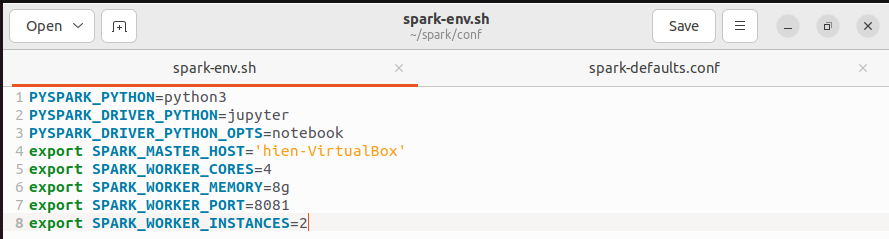 Open
spark-env.sh
~/spark/conf
Save
spark-env.sh
spark-defaults.conf
1 PYSPARK_PYTHON=python3
2 PYSPARK_DRIVER_PYTHON=jupyter
3 PYSPARK_DRIVER_PYTHON_OPTS=notebook
4 export SPARK_MASTER_HOST='hien-VirtualBox'
5 export SPARK_WORKER_CORES=4
6 export SPARK_WORKER_MEMORY=8g
7 export SPARK_WORKER_PORT=8081
8 export SPARK_WORKER_INSTANCES=2